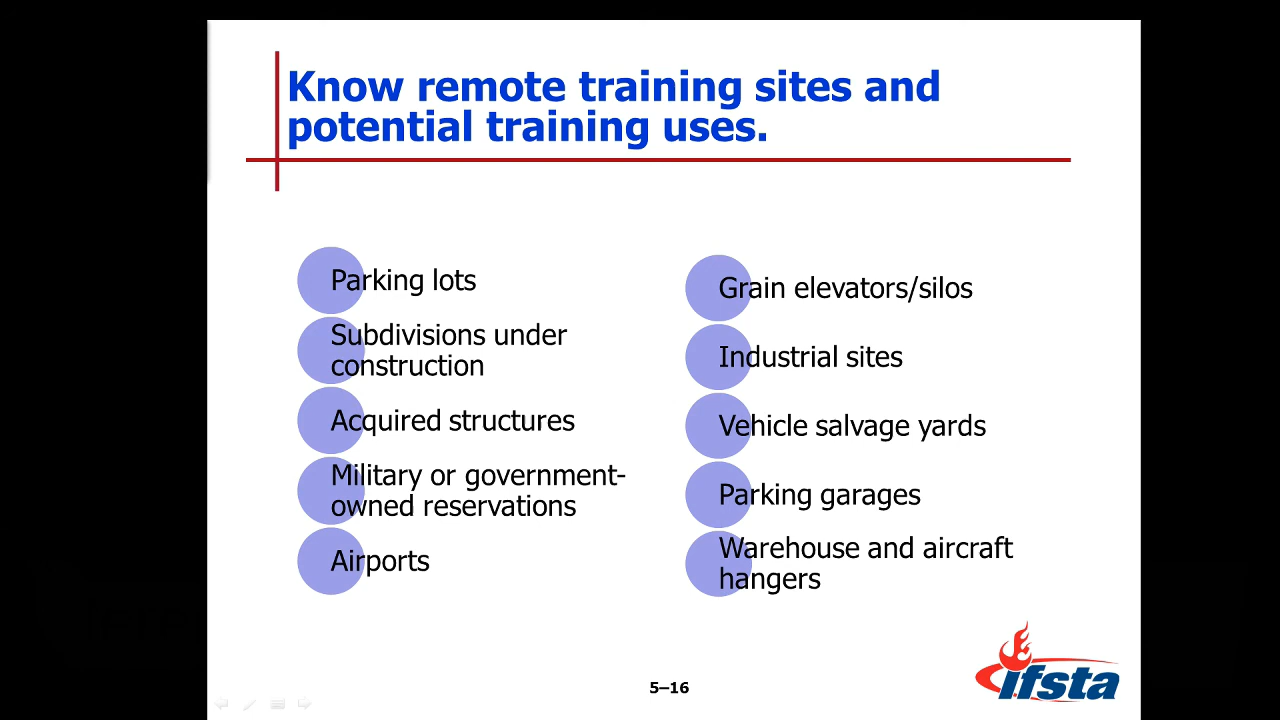 Know remote training sites and
potential training uses.
Parking lots
Subdivisions under
construction
Acquired structures
Military or government-
owned reservations
Airports
Grain elevators/silos
Industrial sites
Vehicle salvage yards
Parking garages
Warehouse and aircraft
hangers
5–16
ifsta